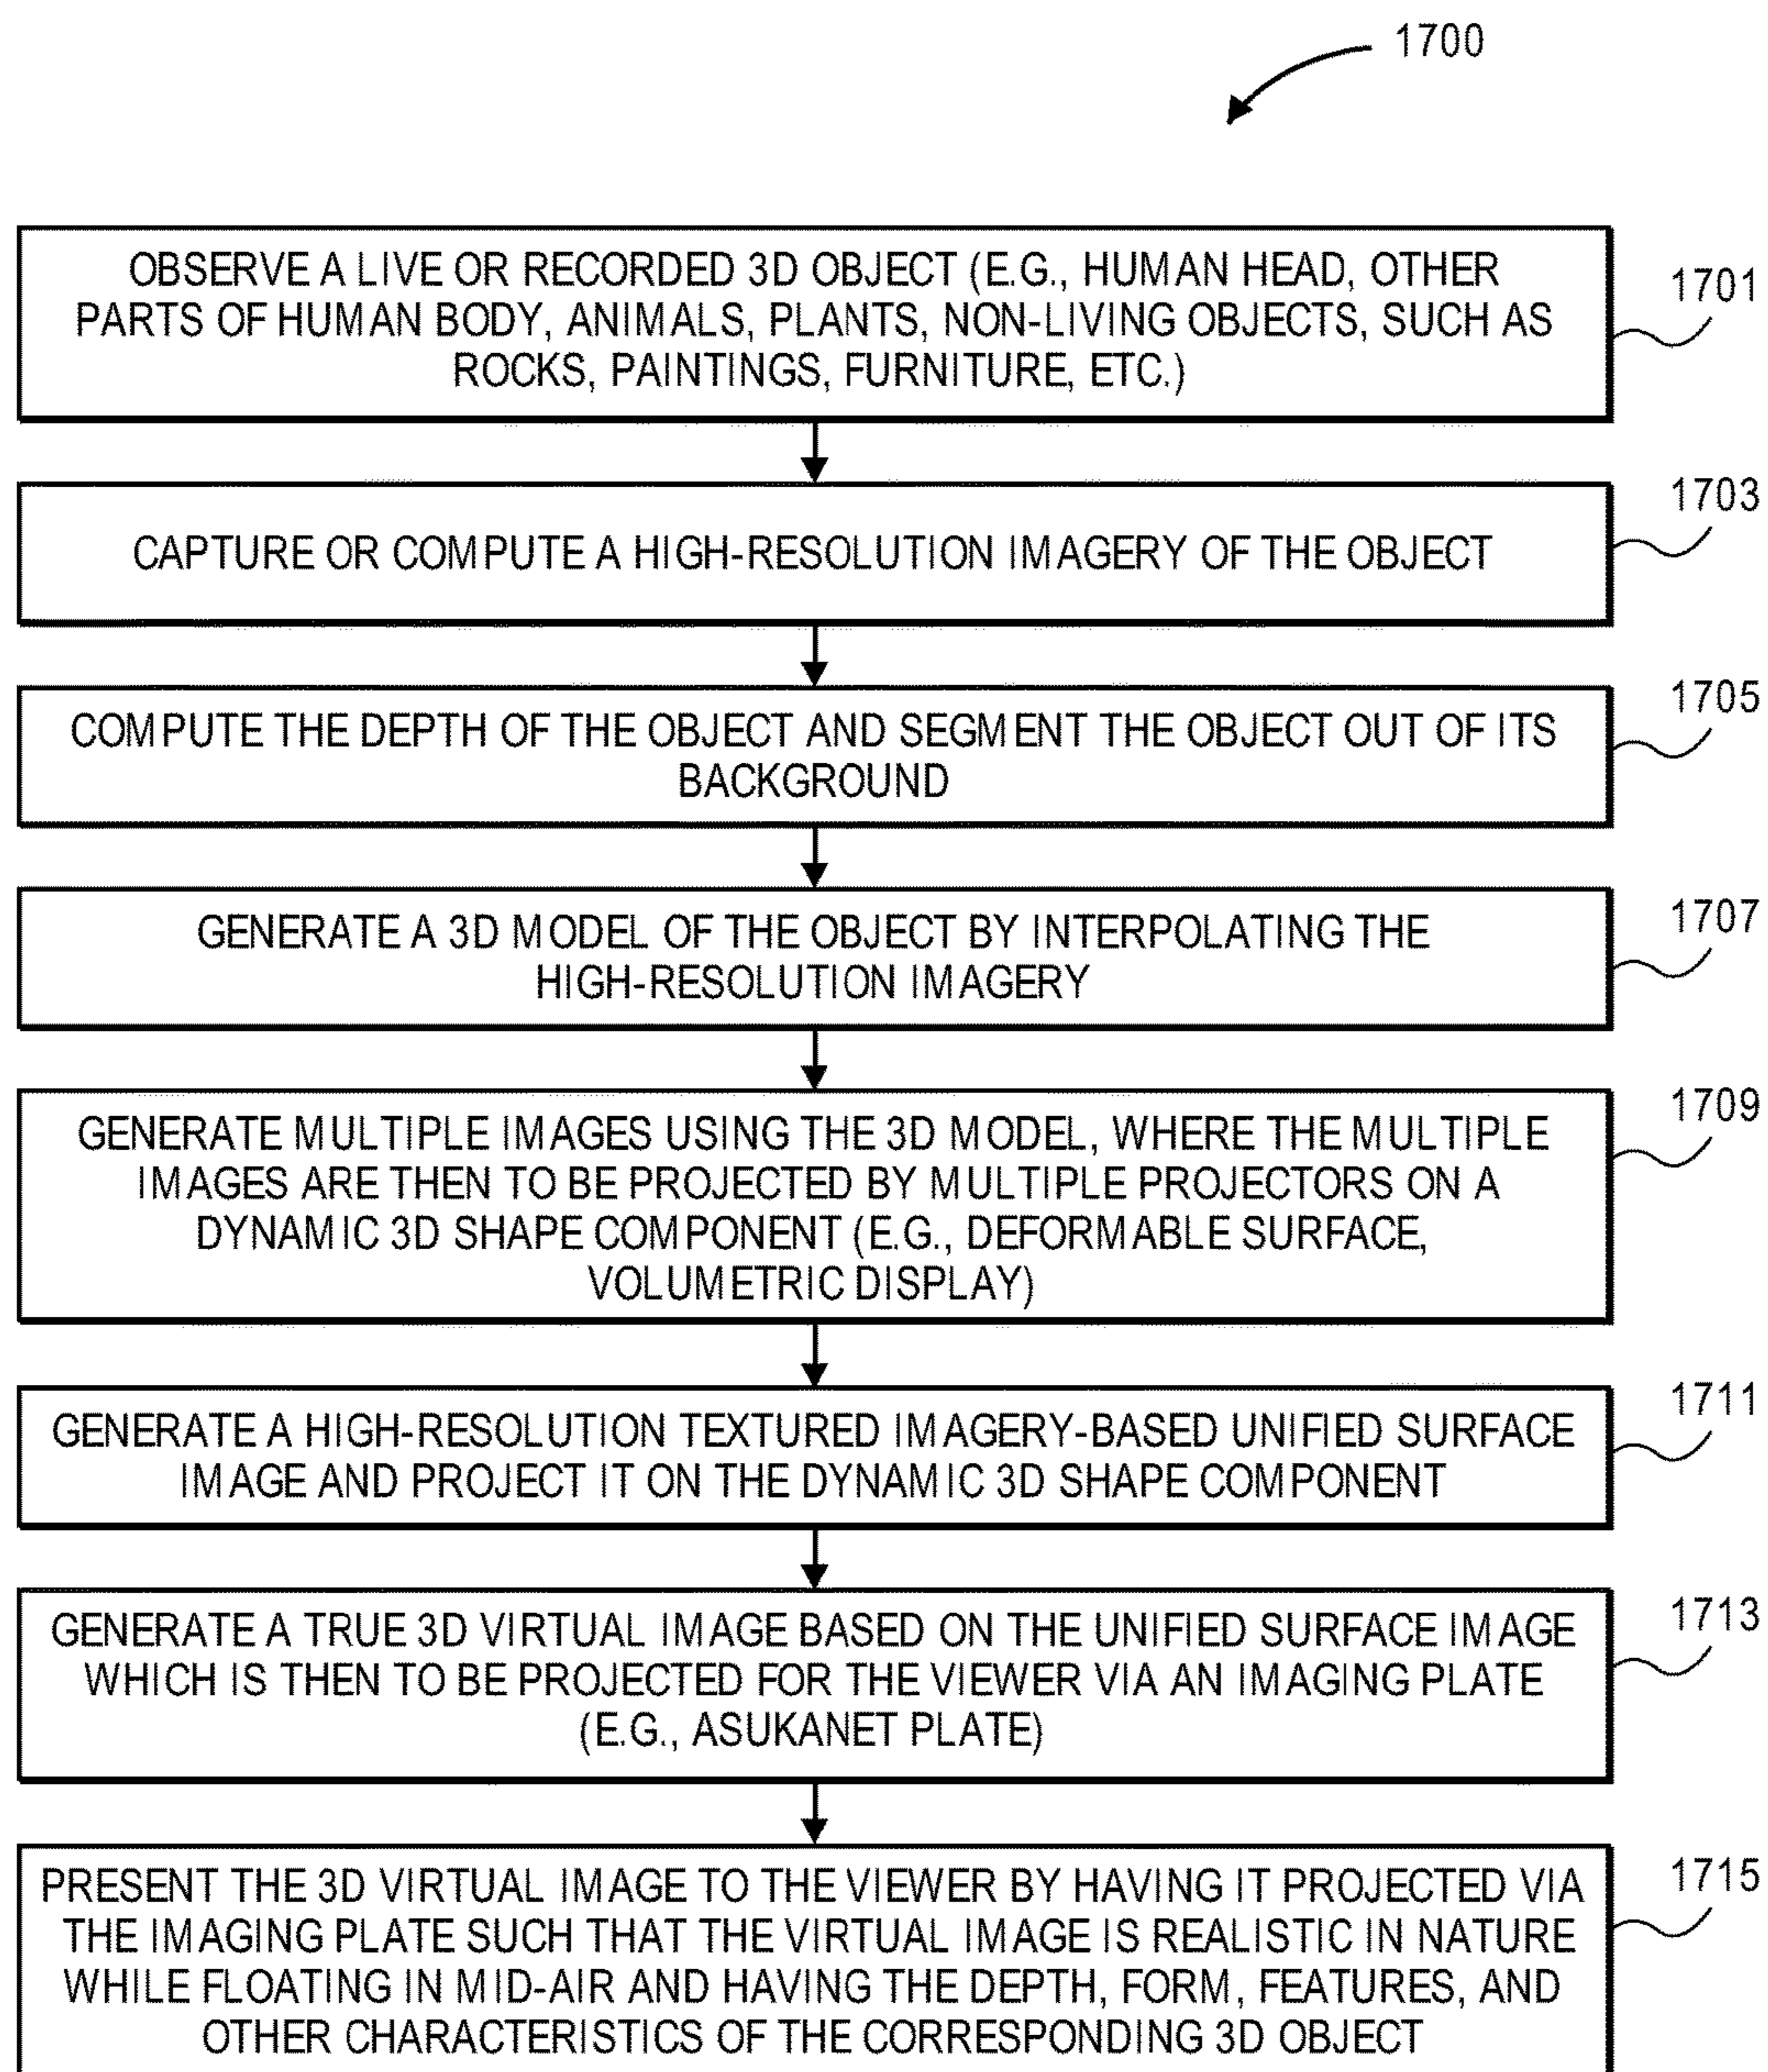 1700
OBSERVE A LIVE OR RECORDED 3D OBJECT (E.G., HUMAN HEAD, OTHER
PARTS OF HUMAN BODY, ANIMALS, PLANTS, NON-LIVING OBJECTS, SUCH AS
ROCKS, PAINTINGS, FURNITURE, ETC.)
1701
CAPTURE OR COMPUTE A HIGH-RESOLUTION IMAGERY OF THE OBJECT
1703
COMPUTE THE DEPTH OF THE OBJECT AND SEGMENT THE OBJECT OUT OF ITS
BACKGROUND
1705
GENERATE A 3D MODEL OF THE OBJECT BY INTERPOLATING THE
HIGH-RESOLUTION IMAGERY
1707
GENERATE MULTIPLE IMAGES USING THE 3D MODEL, WHERE THE MULTIPLE
IMAGES ARE THEN TO BE PROJECTED BY MULTIPLE PROJECTORS ON A
DYNAMIC 3D SHAPE COMPONENT (E.G., DEFORMABLE SURFACE,
VOLUMETRIC DISPLAY)
1709
GENERATE A HIGH-RESOLUTION TEXTURED IMAGERY-BASED UNIFIED SURFACE
IMAGE AND PROJECT IT ON THE DYNAMIC 3D SHAPE COMPONENT
1711
GENERATE A TRUE 3D VIRTUAL IMAGE BASED ON THE UNIFIED SURFACE IMAGE
WHICH IS THEN TO BE PROJECTED FOR THE VIEWER VIA AN IMAGING PLATE
(E.G., ASUKANET PLATE)
1713
PRESENT THE 3D VIRTUAL IMAGE TO THE VIEWER BY HAVING IT PROJECTED VIA
THE IMAGING PLATE SUCH THAT THE VIRTUAL IMAGE IS REALISTIC IN NATURE
WHILE FLOATING IN MID-AIR AND HAVING THE DEPTH, FORM, FEATURES, AND
OTHER CHARACTERISTICS OF THE CORRESPONDING 3D OBJECT
1715